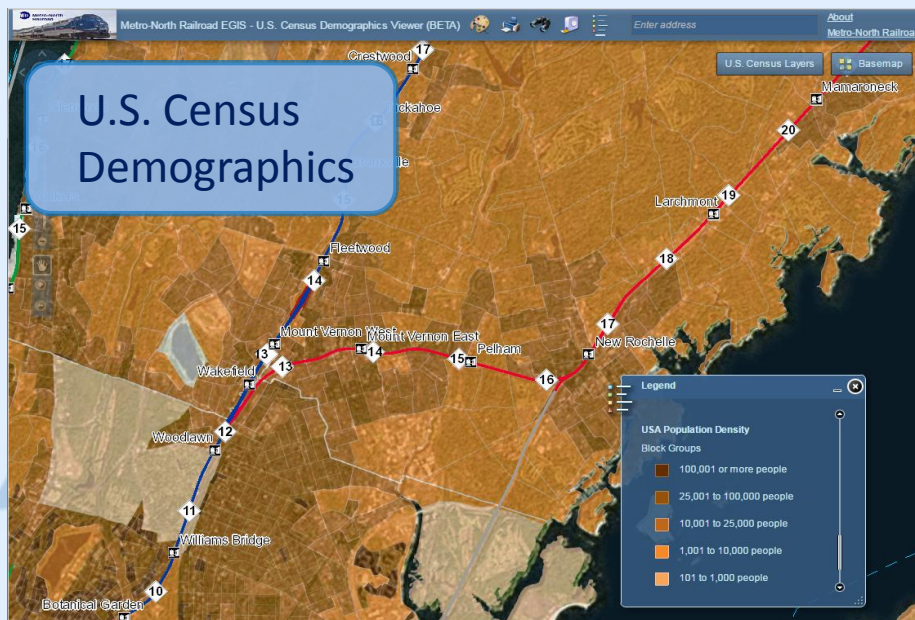 Metro-North Railroad EGIS - U.S. Census Demographics Viewer (BETA)
Enter address
About
Metro-North Railroa
U.S. Census Layers
Basemap
U.S. Census
Demographics
Crestwood
17
Mamaroneck
20
ckahoe
lle
15
15
Larchmont
19
Fleetwood
18
14
17
Mount Vernon West
Mount Vernon East
13
13
14
15
Pelham
New Rochelle
Wakefield
16
12
Woodlawn
11
Williams Bridge
10
Botanical Garden
Legend
USA Population Density
Block Groups
100,001 or more people
25,001 to 100,000 people
10,001 to 25,000 people
1,001 to 10,000 people
101 to 1,000 people